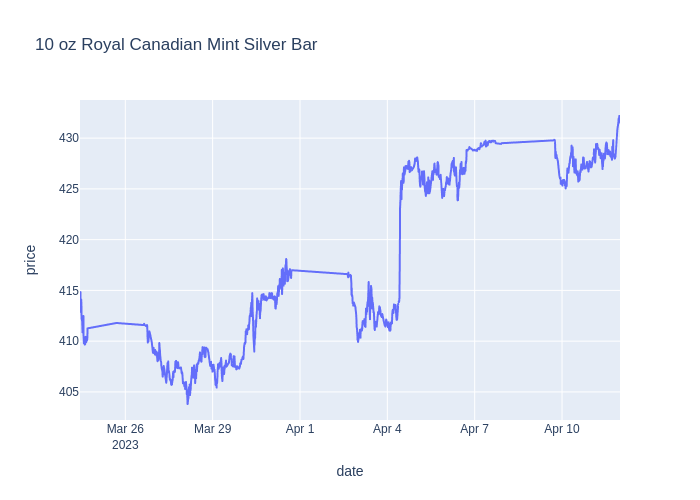 10 oz Royal Canadian Mint Silver Bar
430
425
420
415
410
405
price
Mar 26
2023
Mar 29
Apr 1
Apr 4
Apr 7
Apr 10
date